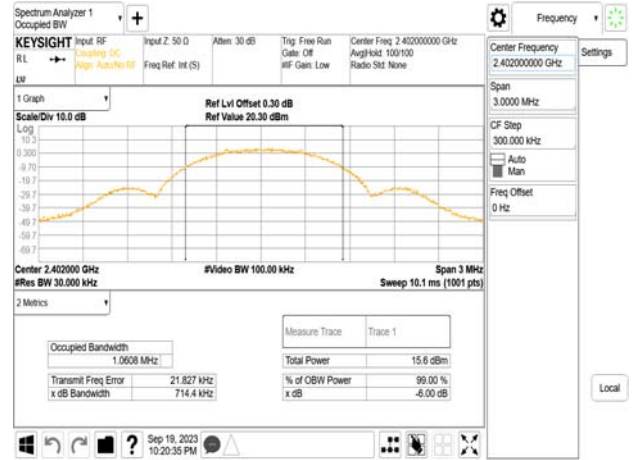 Spectrum Analyzer 1
Occupied BW
Frequency
KEYSIGHT
RL
Input: RF
Coupling: DC
Align: Auto/No RF
Input Z: 50 Ω
Freq Ref: Int (S)
Atten: 30 dB
Trig: Free Run
Gate: Off
#IF Gain: Low
Center Freq: 2.402000000 GHz
Avg|Hold: 100/100
Radio Std: None
Center Frequency
2.402000000 GHz
Settings
Span
3.0000 MHz
CF Step
300.000 kHz
Auto
Man
Freq Offset
0 Hz
Local
1 Graph
Scale/Div 10.0 dB
Ref Lvl Offset 0.30 dB
Ref Value 20.30 dBm
Log
10.3
0.300
-9.70
-19.7
-29.7
-39.7
-49.7
-59.7
-69.7
Center 2.402000 GHz
#Video BW 100.00 kHz
Span 3 MHz
#Res BW 30.000 kHz
Sweep 10.1 ms (1001 pts)
2 Metrics
Measure Trace
Trace 1
Occupied Bandwidth
1.0608 MHz
Total Power
15.6 dBm
Transmit Freq Error
21.827 kHz
% of OBW Power
99.00 %
x dB Bandwidth
714.4 kHz
x dB
-6.00 dB
Sep 19, 2023
10:20:35 PM